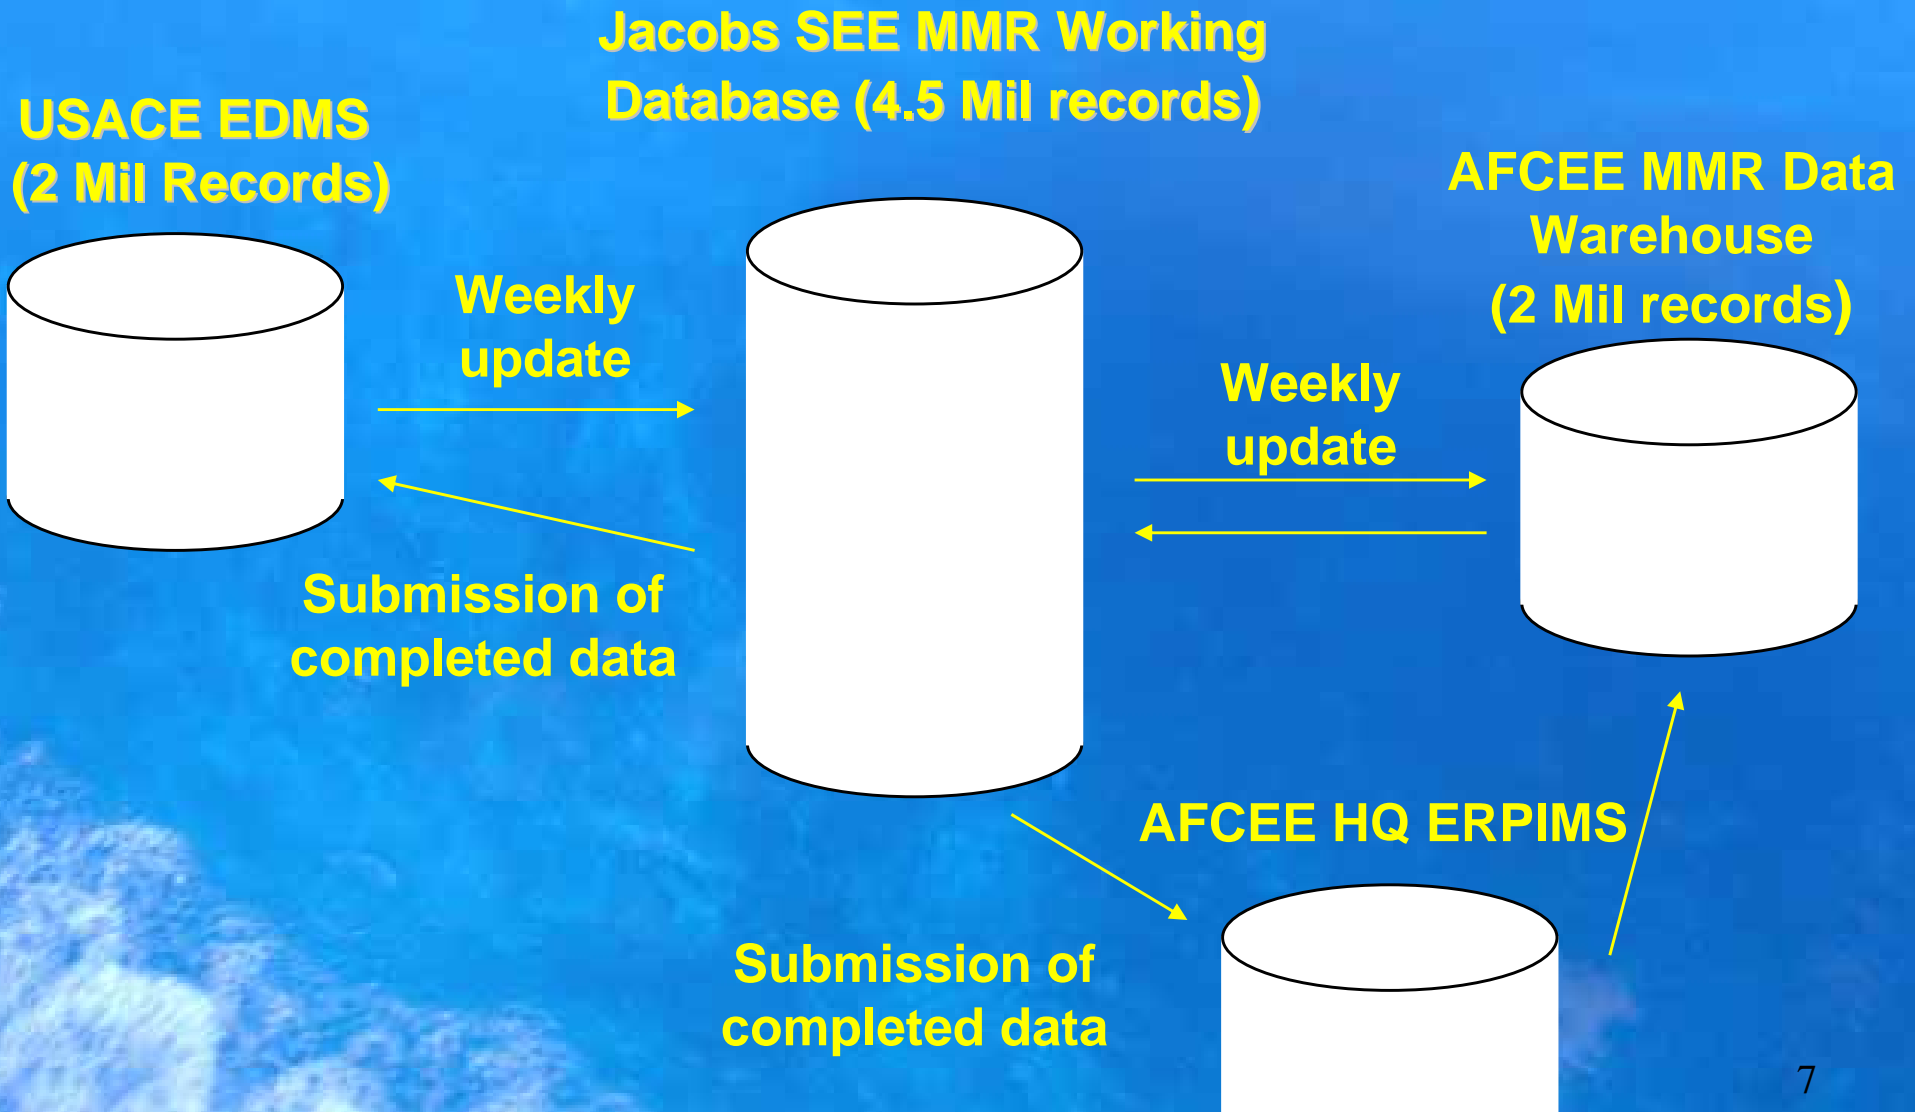 Jacobs SEE MMR Working
Database (4.5 Mil records)
USACE EDMS
(2 Mil Records)
AFCEE MMR Data
Warehouse
(2 Mil records)
Weekly
update
Weekly
update
Submission of
completed data
AFCEE HQ ERPIMS
Submission of
completed data
7